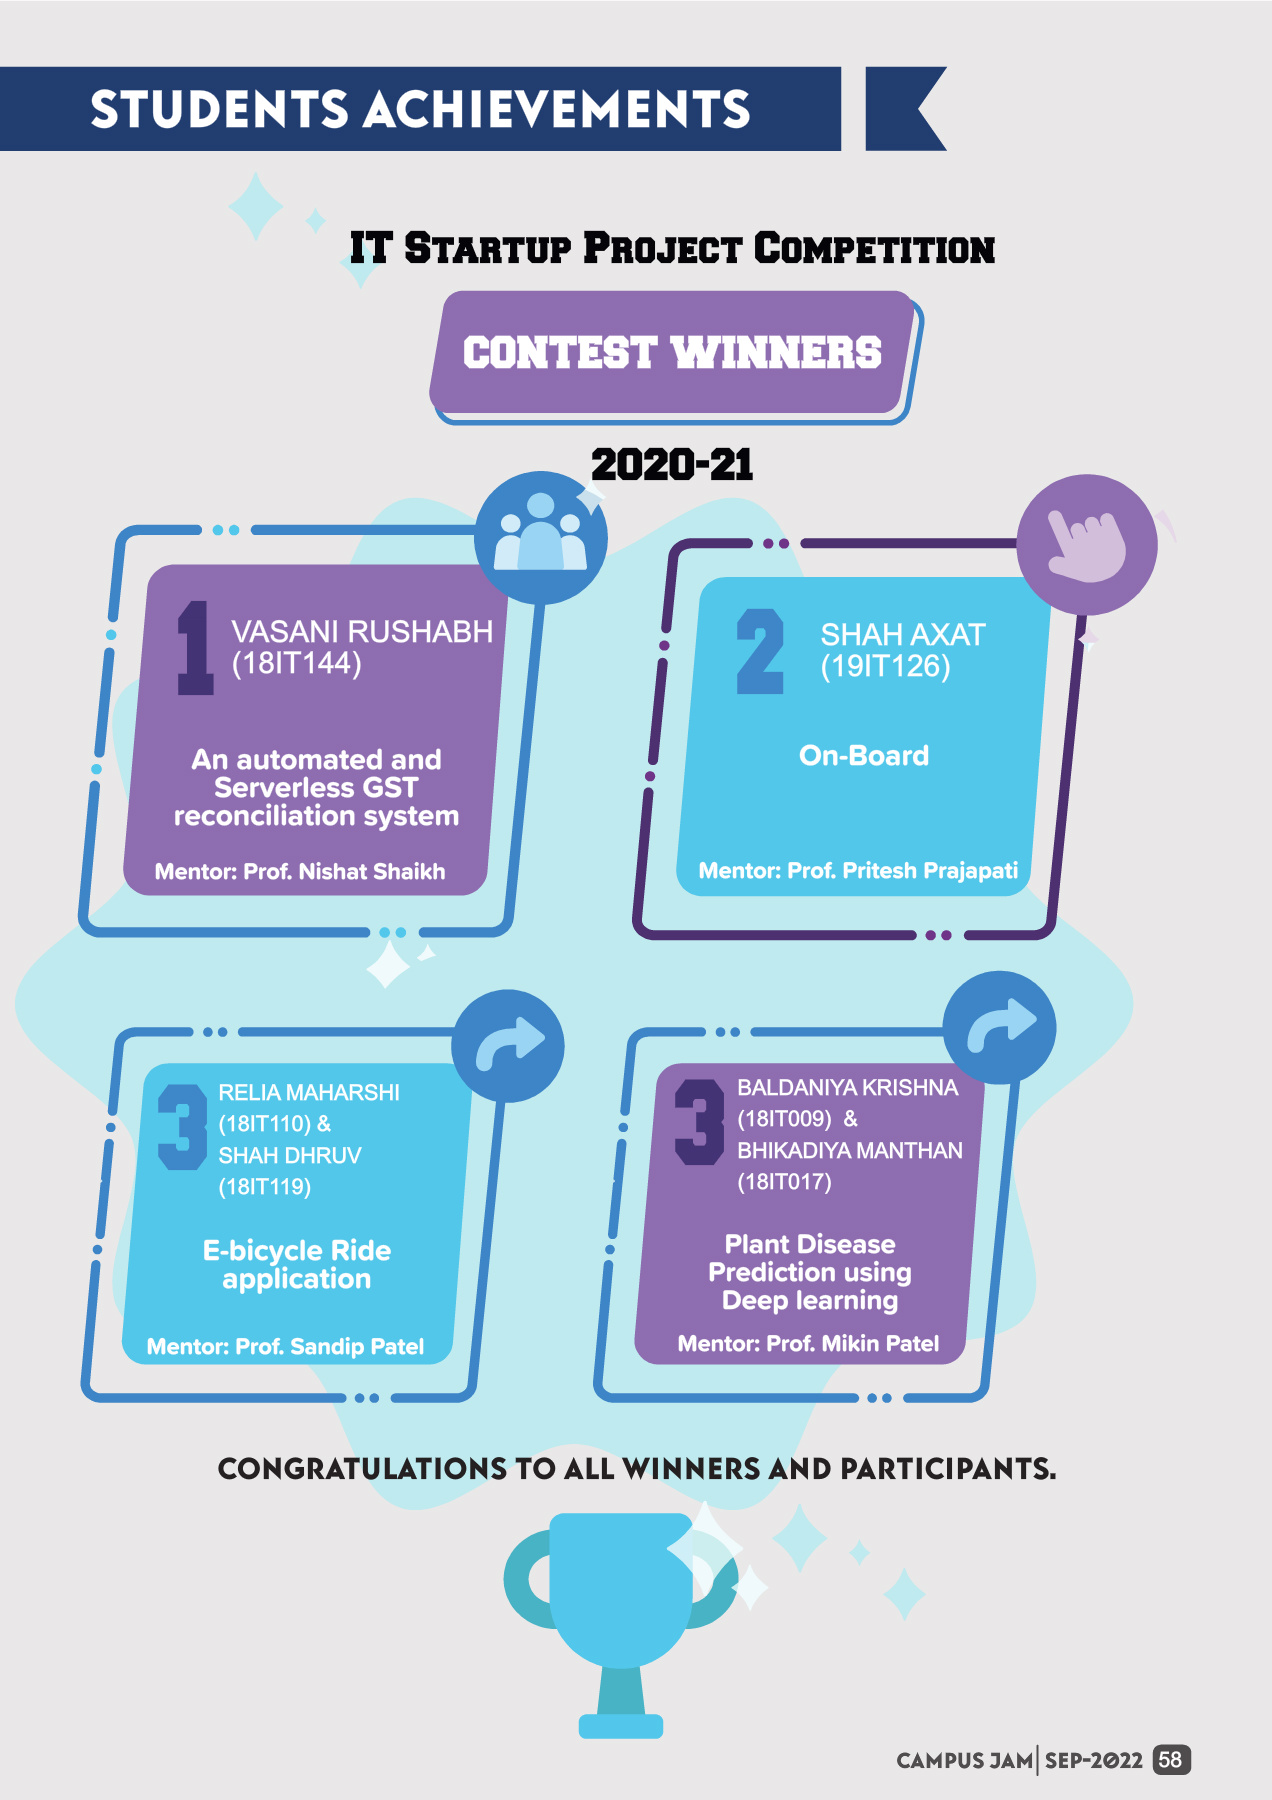 STUDENTS ACHIEVEMENTS
IT STARTUP PROJECT COMPETITION
CONTEST WINNERS
2020-21
1
VASANI RUSHABH
(18IT144)
An automated and
Serverless GST
reconciliation system
Mentor: Prof. Nishat Shaikh
2
SHAH AXAT
(19IT126)
On-Board
Mentor: Prof. Pritesh Prajapati
3
RELIA MAHARSHI
(18IT110) &
SHAH DHRUV
(18IT119)
E-bicycle Ride
application
Mentor: Prof. Sandip Patel
3
BALDANIYA KRISHNA
(18IT009) &
BHIKADIYA MANTHAN
(18IT017)
Plant Disease
Prediction using
Deep learning
Mentor: Prof. Mikin Patel
CONGRATULATIONS TO ALL WINNERS AND PARTICIPANTS.
CAMPUS JAM| SEP-2022 58